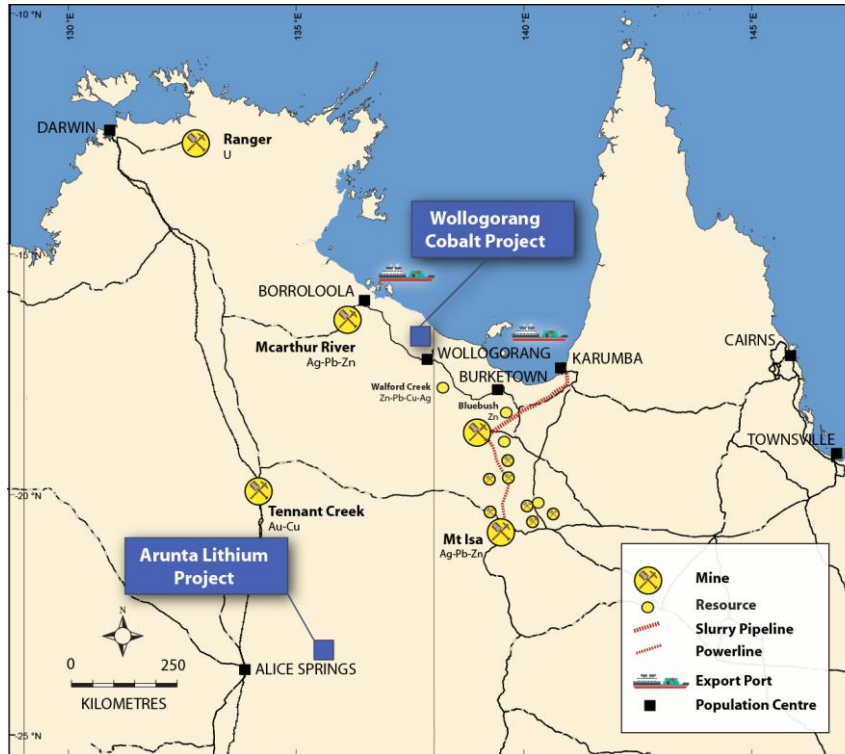 -10 °N
130 °E
135 °E
140 °E
145 °E
DARWIN
Ranger
U
Wollogorang
Cobalt Project
-15 °N
BORROLOOLA
Mcarthur River
Ag-Pb-Zn
WOLLOGORANG
KARUMBA
CAIRNS
Walford Creek
Zn-Pb-Cu-Ag
BURKETOWN
Bluebush
Zn
TOWNSVILLE
-20 °N
Tennant Creek
Au-Cu
Mt Isa
Ag-Pb-Zn
Arunta Lithium
Project
N
0 250
KILOMETRES
ALICE SPRINGS
Mine
Resource
Slurry Pipeline
Powerline
Export Port
Population Centre
-25 °N